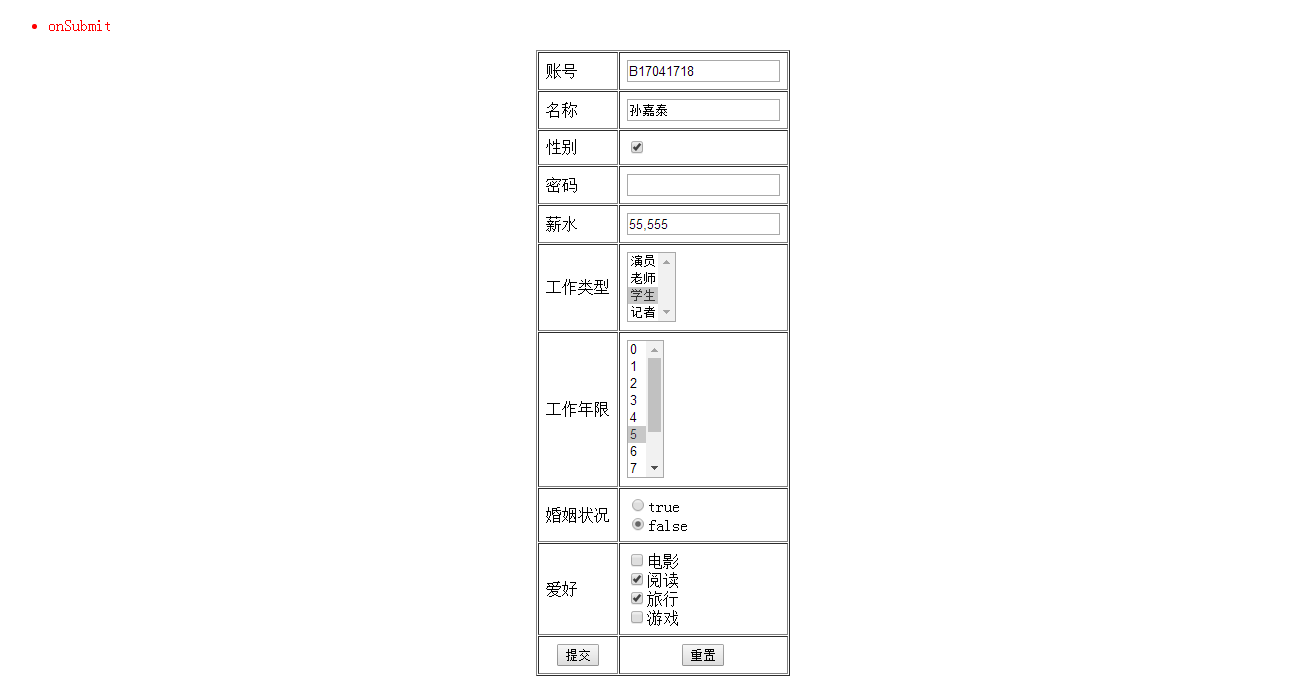 onSubmit
账号 B17041718
名称 孙嘉泰
性别
密码
薪水 55,555
工作类型
演员
老师
学生
记者
工作年限
0
1
2
3
4
5
6
7
婚姻状况
true
false
爱好
电影
阅读
旅行
游戏
提交 重置